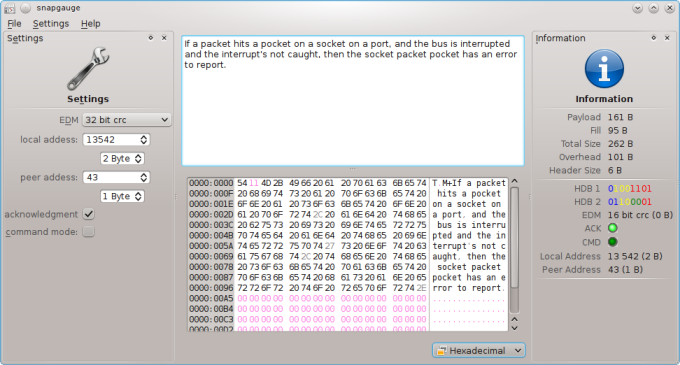 snapgauge
File Settings Help
Settings
Settings
EDM 32 bit crc
local addess: 13542
2 Byte
peer addess: 43
1 Byte
acknowledgment
command mode:
If a packet hits a pocket on a socket on a port, and the bus is interrupted
and the interrupt's not caught, then the socket packet pocket has an error
to report.
0000:0000 54 11 4D 2B 49 66 20 61 20 70 61 63 6B 65 74 T.M+If a packet
0000:000F 20 68 69 74 73 20 61 20 70 6F 63 6B 65 74 20 hits a pocket
0000:001E 6F 6E 20 61 20 73 6F 63 6B 65 74 20 6F 6E 20 on a socket on
0000:002D 61 20 70 6F 72 74 2C 20 61 6E 64 20 74 68 65 a port, and the
0000:003C 20 62 75 73 20 69 73 20 69 6E 74 65 72 72 75 bus is interru
0000:004B 70 74 65 64 20 61 6E 64 20 74 68 65 20 69 6E pted and the in
0000:005A 74 65 72 72 75 70 74 27 73 20 6E 6F 74 20 63 terrupt's not c
0000:0069 61 75 67 68 74 2C 20 74 68 65 6E 20 74 68 65 aught, then the
0000:0078 20 73 6F 63 6B 65 74 20 70 61 63 6B 65 74 20 socket packet
0000:0087 70 6F 63 6B 65 74 20 68 61 73 20 61 6E 20 65 pocket has an e
0000:0096 72 72 6F 72 20 74 6F 20 72 65 70 6F 72 74 2E rror to report.
0000:00A5 00 00 00 00 00 00 00 00 00 00 00 00 00 00 00 ...............
0000:00B4 00 00 00 00 00 00 00 00 00 00 00 00 00 00 00 ...............
0000:00C3 00 00 00 00 00 00 00 00 00 00 00 00 00 00 00 ...............
0000:00D2 00 00 00 00 00 00 00 00 00 00 00 00 00 00 00 ...............
Hexadecimal
Information
Information
Payload 161 B
Fill 95 B
Total Size 262 B
Overhead 101 B
Header Size 6 B
HDB 1 01001101
HDB 2 01110001
EDM 16 bit crc (0 B)
ACK
CMD
Local Address 13 542 (2 B)
Peer Address 43 (1 B)